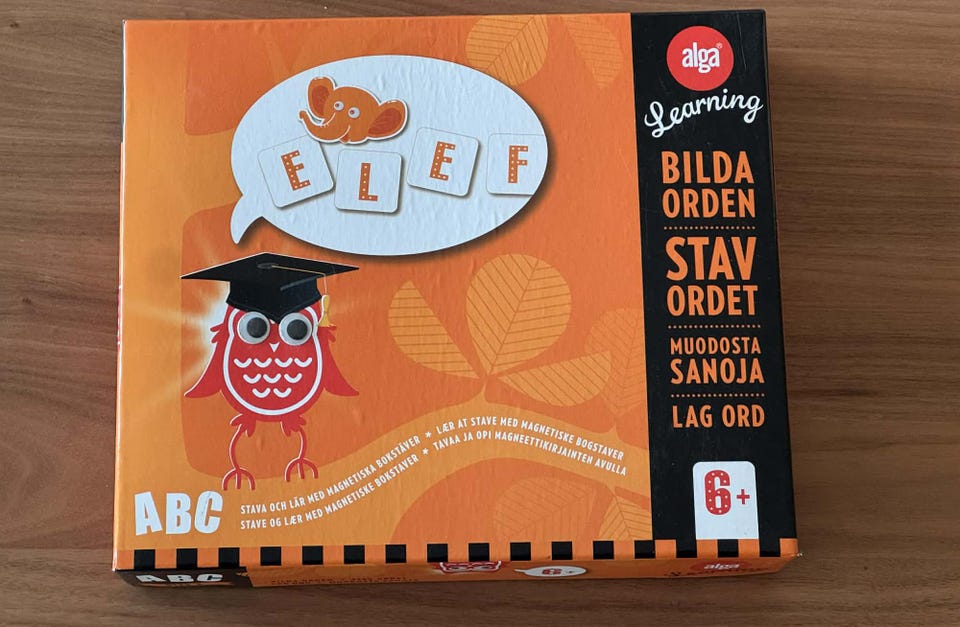 ELEF
alga
Learning
BILDA
ORDEN
STAV
ORDET
MUODOSTA
SANOJA
LAG ORD
6+
STAVA OCH LÄR MED MAGNETISKA BOKSTÄVER * LÆR AT STAVE MED MAGNETISKE BOGSTAVER
STAVE OG LÆR MED MAGNETISKE BOKSTAVER * TAVAA JA OPI MAGNEETTIKIRJAINTEN AVULLA
ABC
ABC
6+
alga